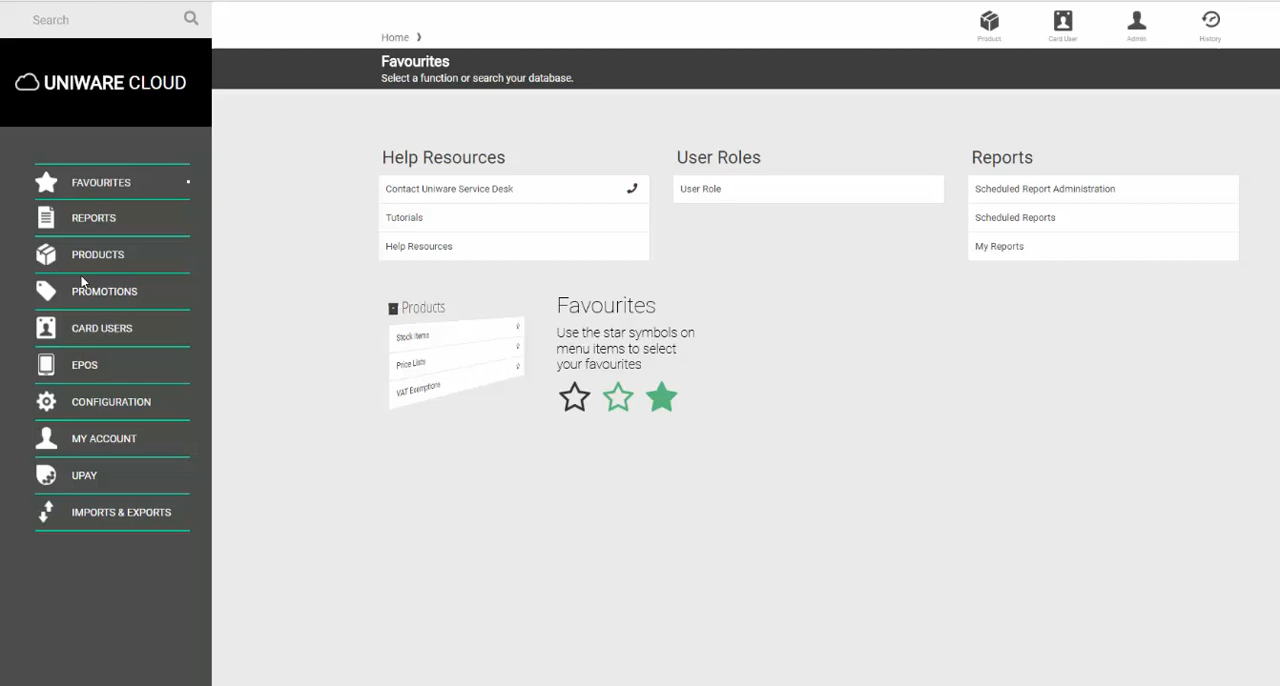 Search
UNIWARE CLOUD
FAVOURITES
REPORTS
PRODUCTS
PROMOTIONS
CARD USERS
EPOS
CONFIGURATION
MY ACCOUNT
UPAY
IMPORTS & EXPORTS
Home ❯
Product
Card User
Admin
History
Favourites
Select a function or search your database.
Help Resources
Contact Uniware Service Desk
Tutorials
Help Resources
User Roles
User Role
Reports
Scheduled Report Administration
Scheduled Reports
My Reports
Products
Stock Items
Price Lists
VAT Exemptions
Favourites
Use the star symbols on
menu items to select
your favourites